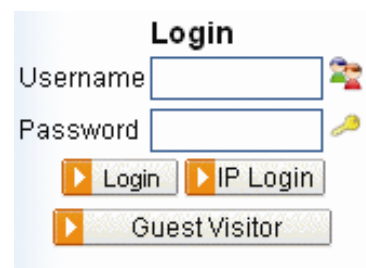 Login
Username
Password
Login IP Login
Guest Visitor